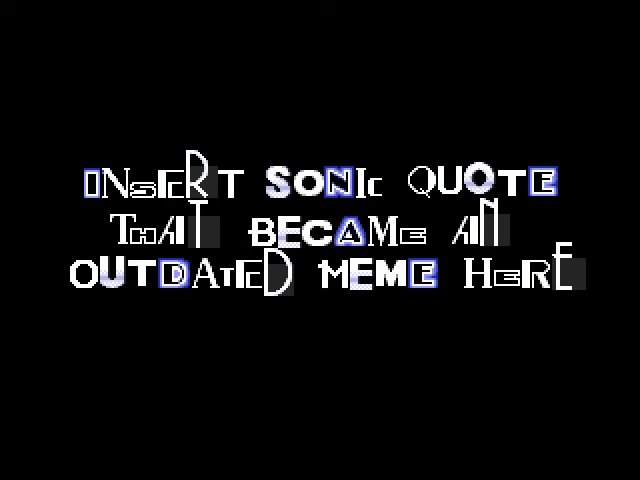 INSERT SONIC QUOTE
THAT BECAME AN
OUTDATED MEME HERE